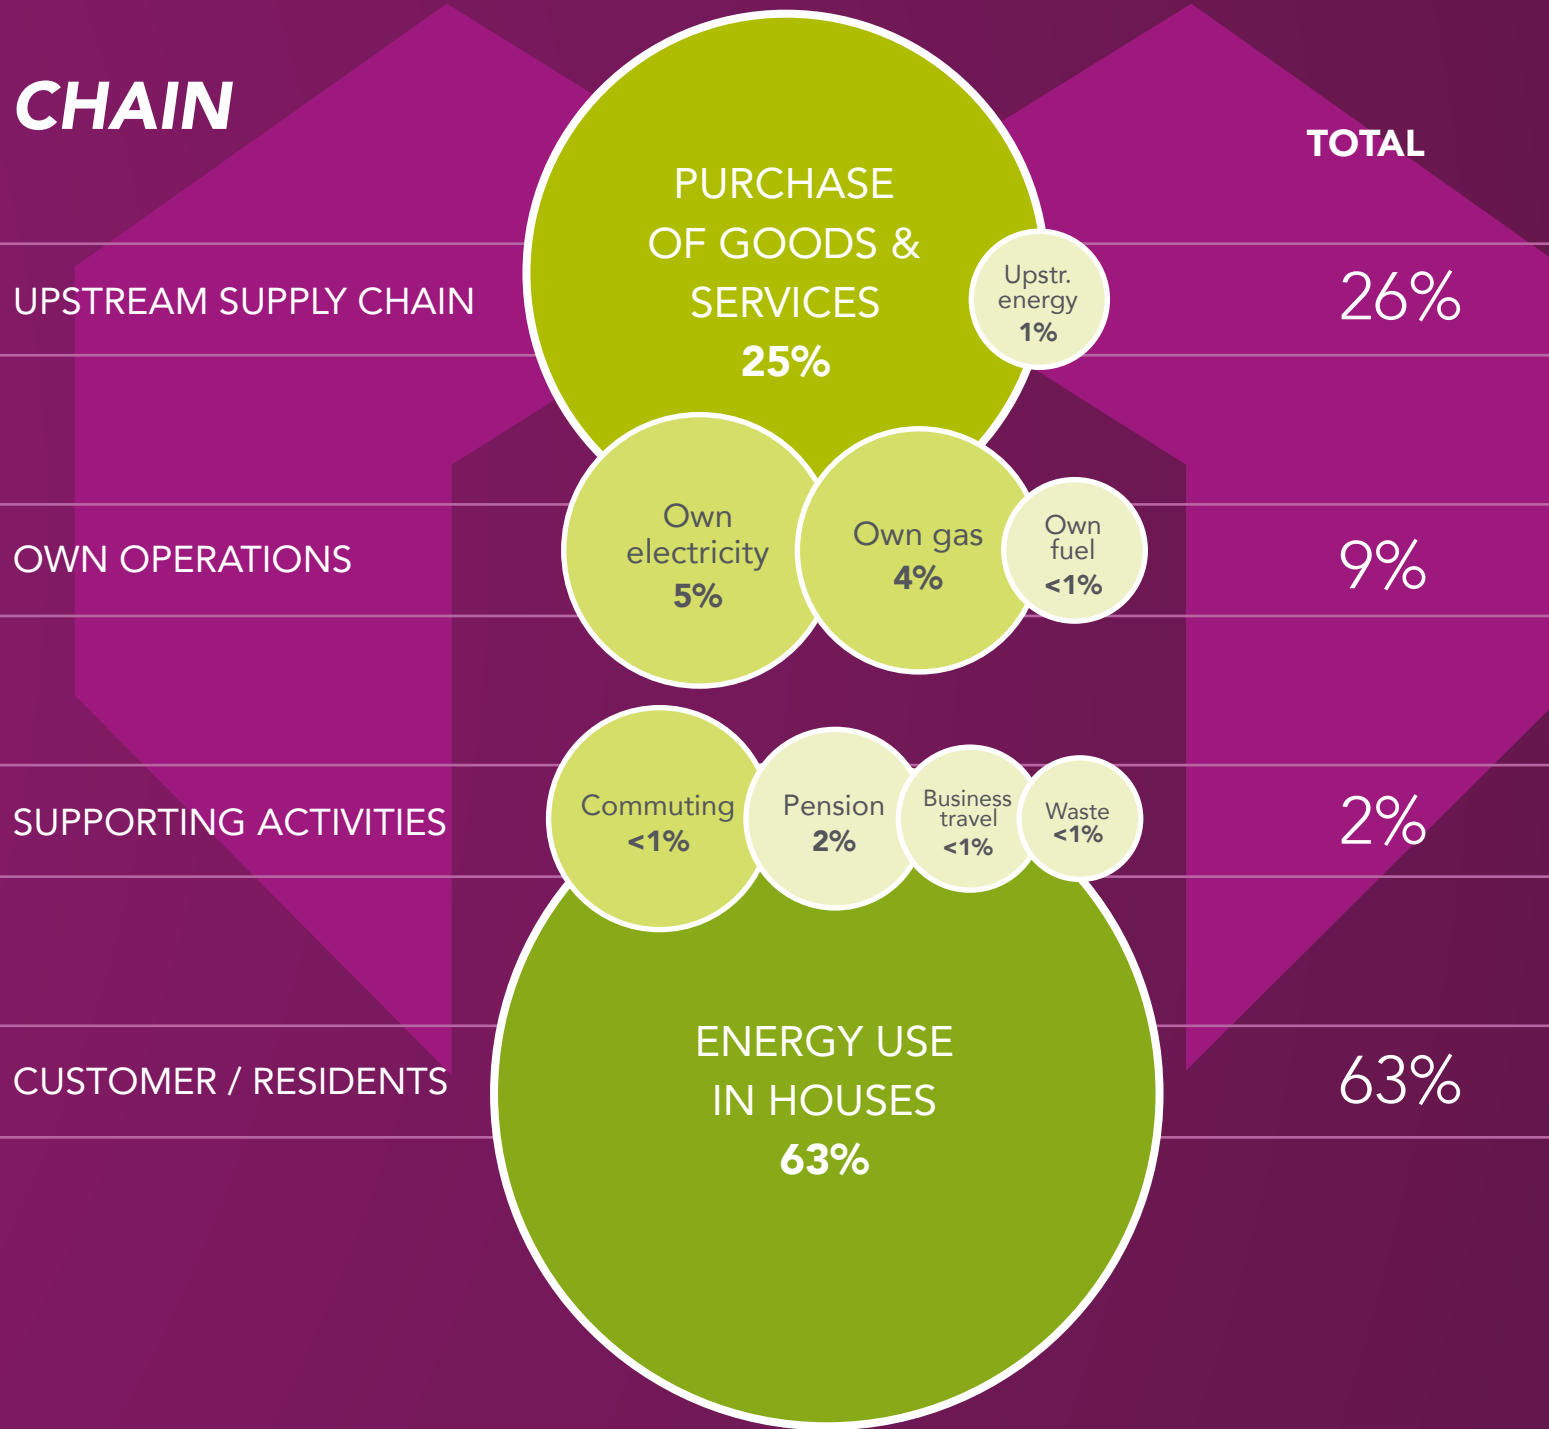 CHAIN
TOTAL
PURCHASE
OF GOODS &
SERVICES
25%
UPSTREAM SUPPLY CHAIN
Upstr.
energy
1%
26%
OWN OPERATIONS
Own
electricity
5%
Own gas
4%
Own
fuel
<1%
9%
SUPPORTING ACTIVITIES
Commuting
<1%
Pension
2%
Business
travel
<1%
Waste
<1%
2%
CUSTOMER / RESIDENTS
ENERGY USE
IN HOUSES
63%
63%